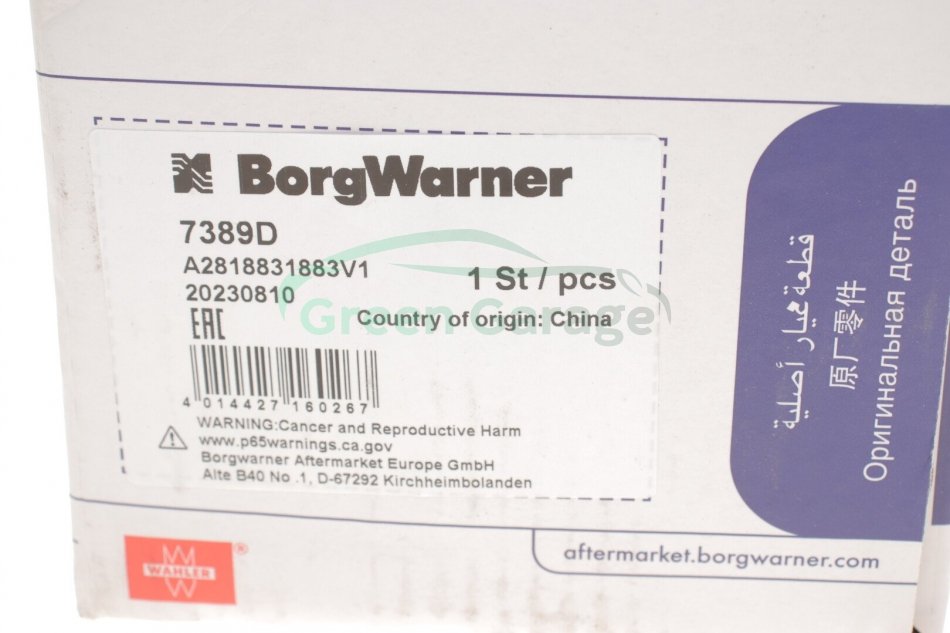 BorgWarner
7389D
A2818831883V1
1 St / pcs
20230810
Green Garage
Country of origin: China
EAC
4 014427 160267
WARNING:Cancer and Reproductive Harm
www.p65warnings.ca.gov
Borgwarner Aftermarket Europe GmbH
Alte B40 No .1, D-67292 Kirchheimbolanden
قطعة غيار أصلية
原厂零件
Оригинальная деталь
WAHLER
®
aftermarket.borgwarner.com